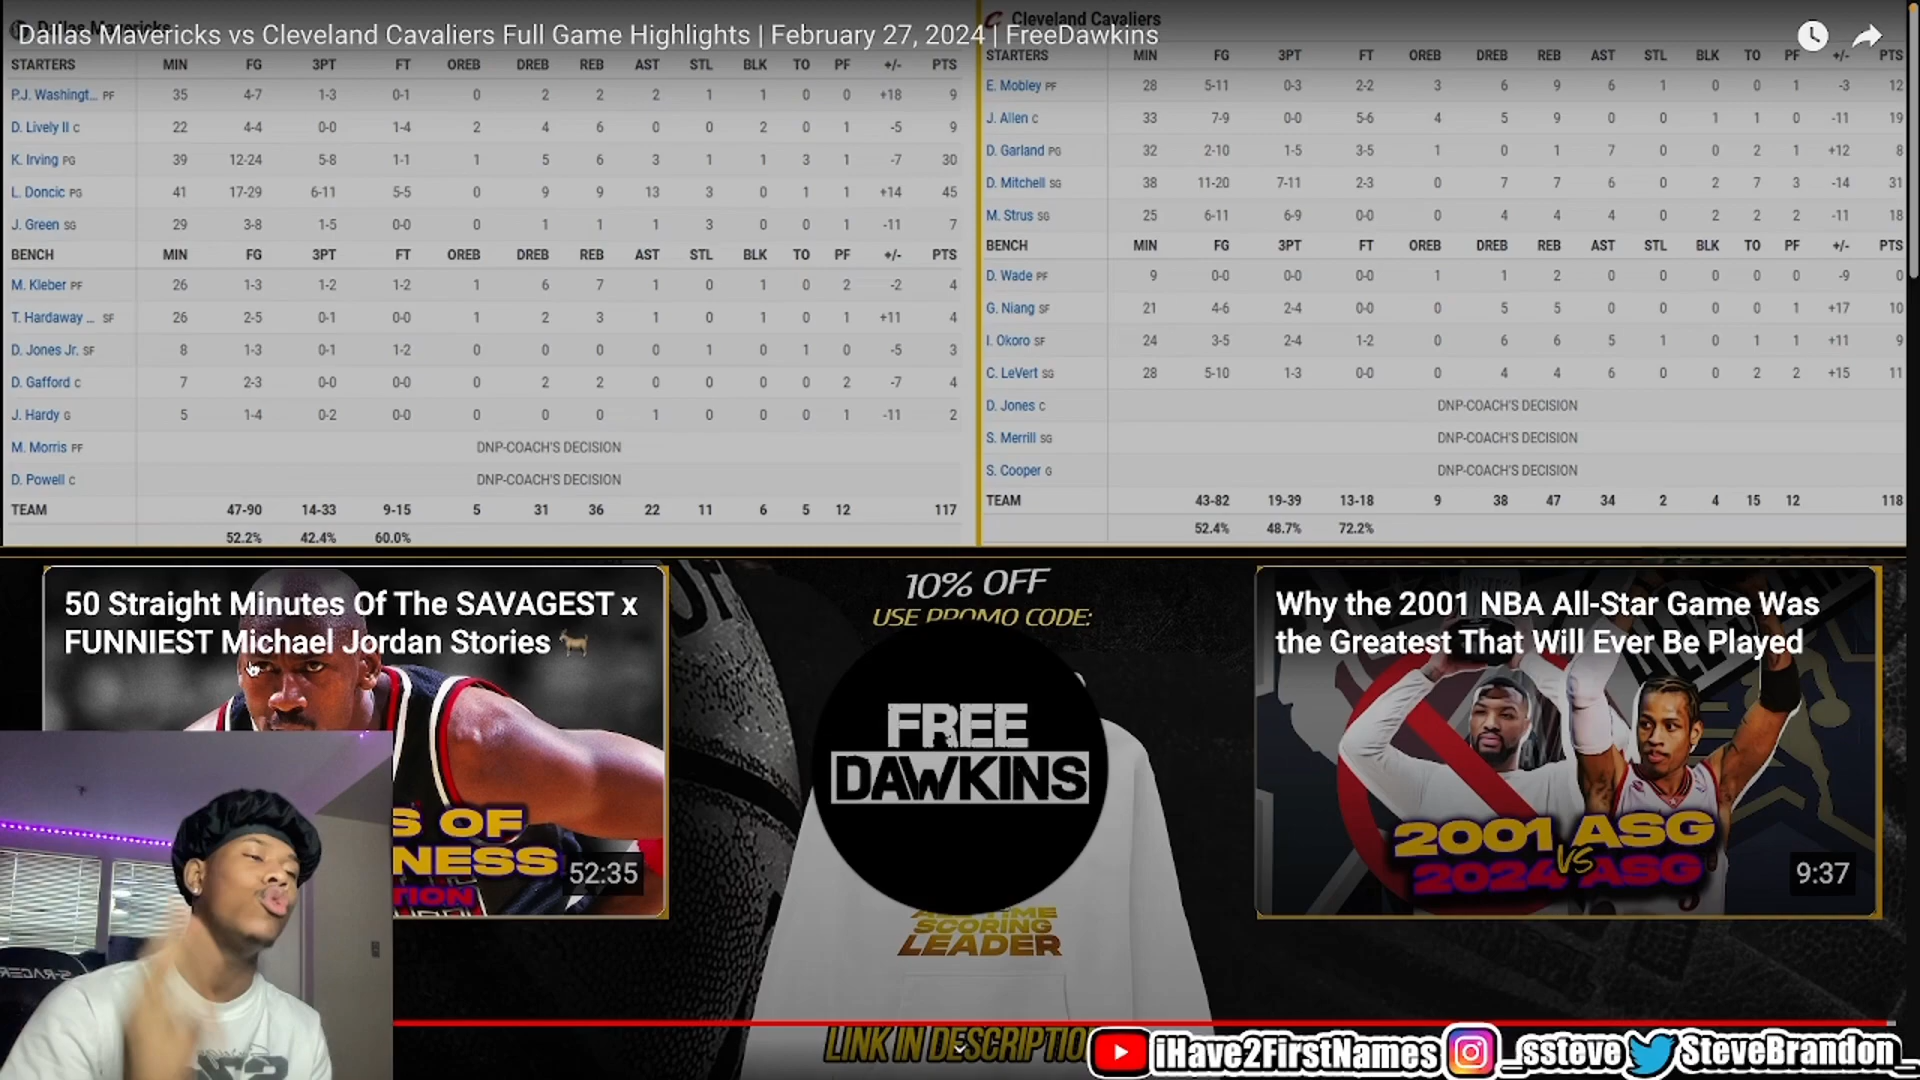 Dallas Mavericks vs Cleveland Cavaliers Full Game Highlights | February 27, 2024 | FreeDawkins
Dallas Mavericks
STARTERS MIN FG 3PT FT OREB DREB REB AST STL BLK TO PF +/- PTS
P.J. Washingt... PF 35 4-7 1-3 0-1 0 2 2 2 1 1 0 0 +18 9
D. Lively II C 22 4-4 0-0 1-4 2 4 6 0 0 2 0 1 -5 9
K. Irving PG 39 12-24 5-8 1-1 1 5 6 3 1 1 3 1 -7 30
L. Doncic PG 41 17-29 6-11 5-5 0 9 9 13 3 0 1 1 +14 45
J. Green SG 29 3-8 1-5 0-0 0 1 1 1 3 0 0 1 -11 7
BENCH MIN FG 3PT FT OREB DREB REB AST STL BLK TO PF +/- PTS
M. Kleber PF 26 1-3 1-2 1-2 1 6 7 1 0 1 0 2 -2 4
T. Hardaway ... SF 26 2-5 0-1 0-0 1 2 3 1 0 1 0 1 +11 4
D. Jones Jr. SF 8 1-3 0-1 1-2 0 0 0 0 1 0 1 0 -5 3
D. Gafford C 7 2-3 0-0 0-0 0 2 2 0 0 0 0 2 -7 4
J. Hardy G 5 1-4 0-2 0-0 0 0 0 1 0 0 0 1 -11 2
M. Morris PF DNP-COACH'S DECISION
D. Powell C DNP-COACH'S DECISION
TEAM 47-90 14-33 9-15 5 31 36 22 11 6 5 12 117
52.2% 42.4% 60.0%
Cleveland Cavaliers
STARTERS MIN FG 3PT FT OREB DREB REB AST STL BLK TO PF +/- PTS
E. Mobley PF 28 5-11 0-3 2-2 3 6 9 6 1 0 0 1 -3 12
J. Allen C 33 7-9 0-0 5-6 4 5 9 0 0 1 1 0 -11 19
D. Garland PG 32 2-10 1-5 3-5 1 0 1 7 0 0 2 1 +12 8
D. Mitchell SG 38 11-20 7-11 2-3 0 7 7 6 0 2 7 3 -14 31
M. Strus SG 25 6-11 6-9 0-0 0 4 4 4 0 2 2 2 -11 18
BENCH MIN FG 3PT FT OREB DREB REB AST STL BLK TO PF +/- PTS
D. Wade PF 9 0-0 0-0 0-0 1 1 2 0 0 0 0 0 -9 0
G. Niang SF 21 4-6 2-4 0-0 0 5 5 0 0 0 0 1 +17 10
I. Okoro SF 24 3-5 2-4 1-2 0 6 6 5 1 0 1 1 +11 9
C. LeVert SG 28 5-10 1-3 0-0 0 4 4 6 0 0 2 2 +15 11
D. Jones C DNP-COACH'S DECISION
S. Merrill SG DNP-COACH'S DECISION
S. Cooper G DNP-COACH'S DECISION
TEAM 43-82 19-39 13-18 9 38 47 34 2 4 15 12 118
52.4% 48.7% 72.2%
50 Straight Minutes Of The SAVAGEST x
FUNNIEST Michael Jordan Stories 🐐
S OF
NESS
TION
52:35
10% OFF
USE PROMO CODE:
FREE
DAWKINS
SCORING
LEADER
LINK IN DESCRIPTIO
Why the 2001 NBA All-Star Game Was
the Greatest That Will Ever Be Played
2001 ASG
VS
2024 ASG
9:37
S-RACER
iHave2FirstNames
_ssteve
SteveBrandon_